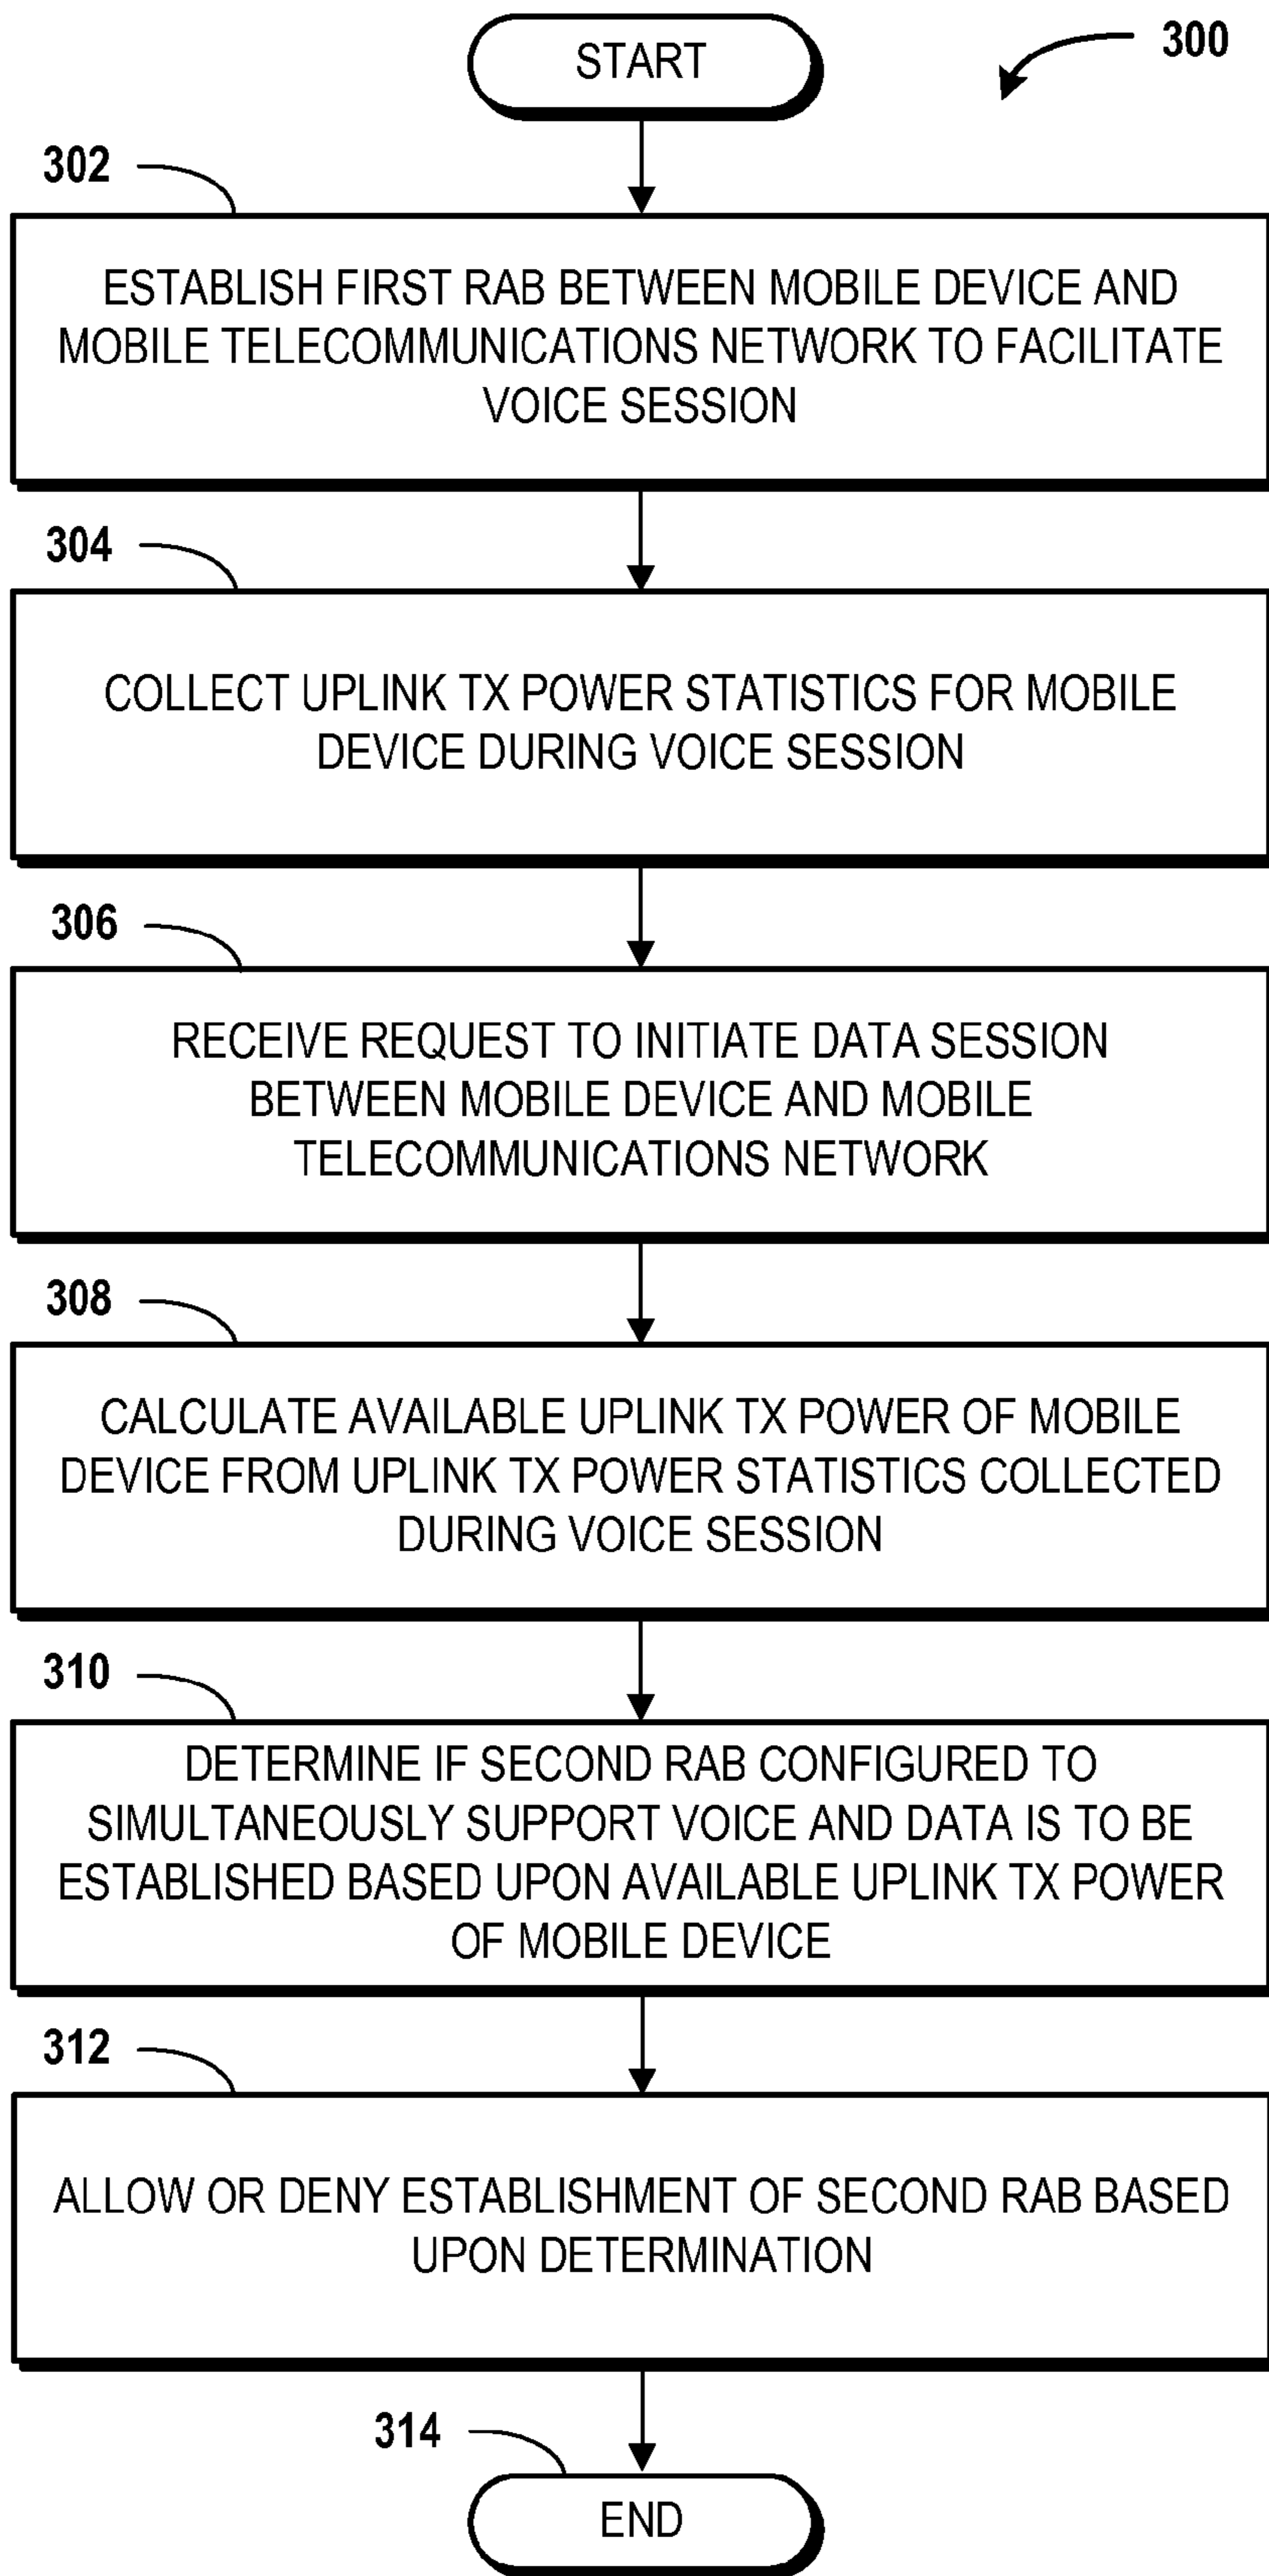 START
300
302
ESTABLISH FIRST RAB BETWEEN MOBILE DEVICE AND
MOBILE TELECOMMUNICATIONS NETWORK TO FACILITATE
VOICE SESSION
304
COLLECT UPLINK TX POWER STATISTICS FOR MOBILE
DEVICE DURING VOICE SESSION
306
RECEIVE REQUEST TO INITIATE DATA SESSION
BETWEEN MOBILE DEVICE AND MOBILE
TELECOMMUNICATIONS NETWORK
308
CALCULATE AVAILABLE UPLINK TX POWER OF MOBILE
DEVICE FROM UPLINK TX POWER STATISTICS COLLECTED
DURING VOICE SESSION
310
DETERMINE IF SECOND RAB CONFIGURED TO
SIMULTANEOUSLY SUPPORT VOICE AND DATA IS TO BE
ESTABLISHED BASED UPON AVAILABLE UPLINK TX POWER
OF MOBILE DEVICE
312
ALLOW OR DENY ESTABLISHMENT OF SECOND RAB BASED
UPON DETERMINATION
314
END